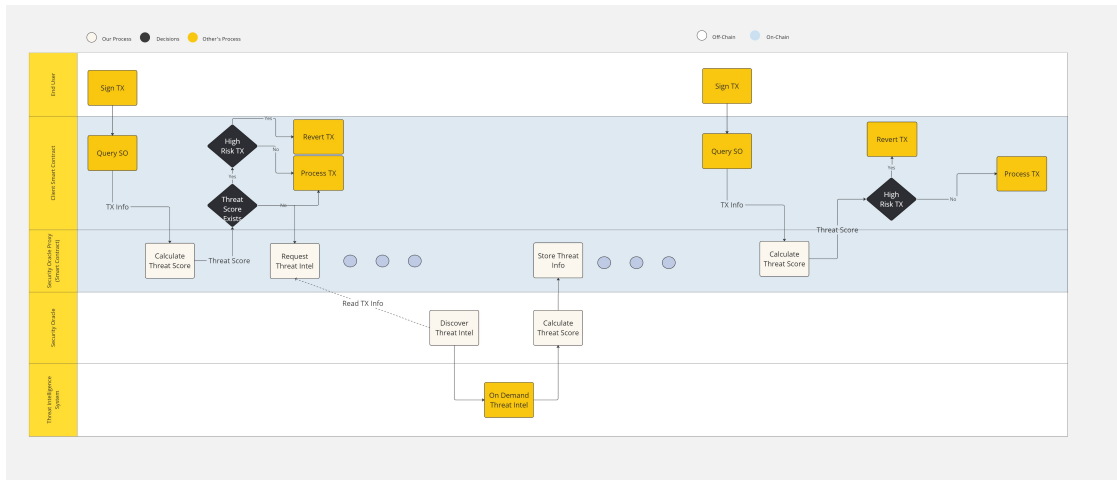 Our Process
Decisions
Other's Process
Off-Chain
On-Chain
End User
Sign TX
Sign TX
Client Smart Contract
Query SO
High
Risk TX
Yes
No
Revert TX
Process TX
Yes
Threat
Score
Exists
No
TX Info
Query SO
TX Info
Revert TX
Yes
High
Risk TX
No
Process TX
Threat Score
Security Oracle Proxy
(Smart Contract)
Calculate
Threat Score
Threat Score
Request
Threat Intel
Store Threat
Info
Calculate
Threat Score
Security Oracle
Read TX Info
Discover
Threat Intel
Calculate
Threat Score
Threat Intelligence
System
On Demand
Threat Intel